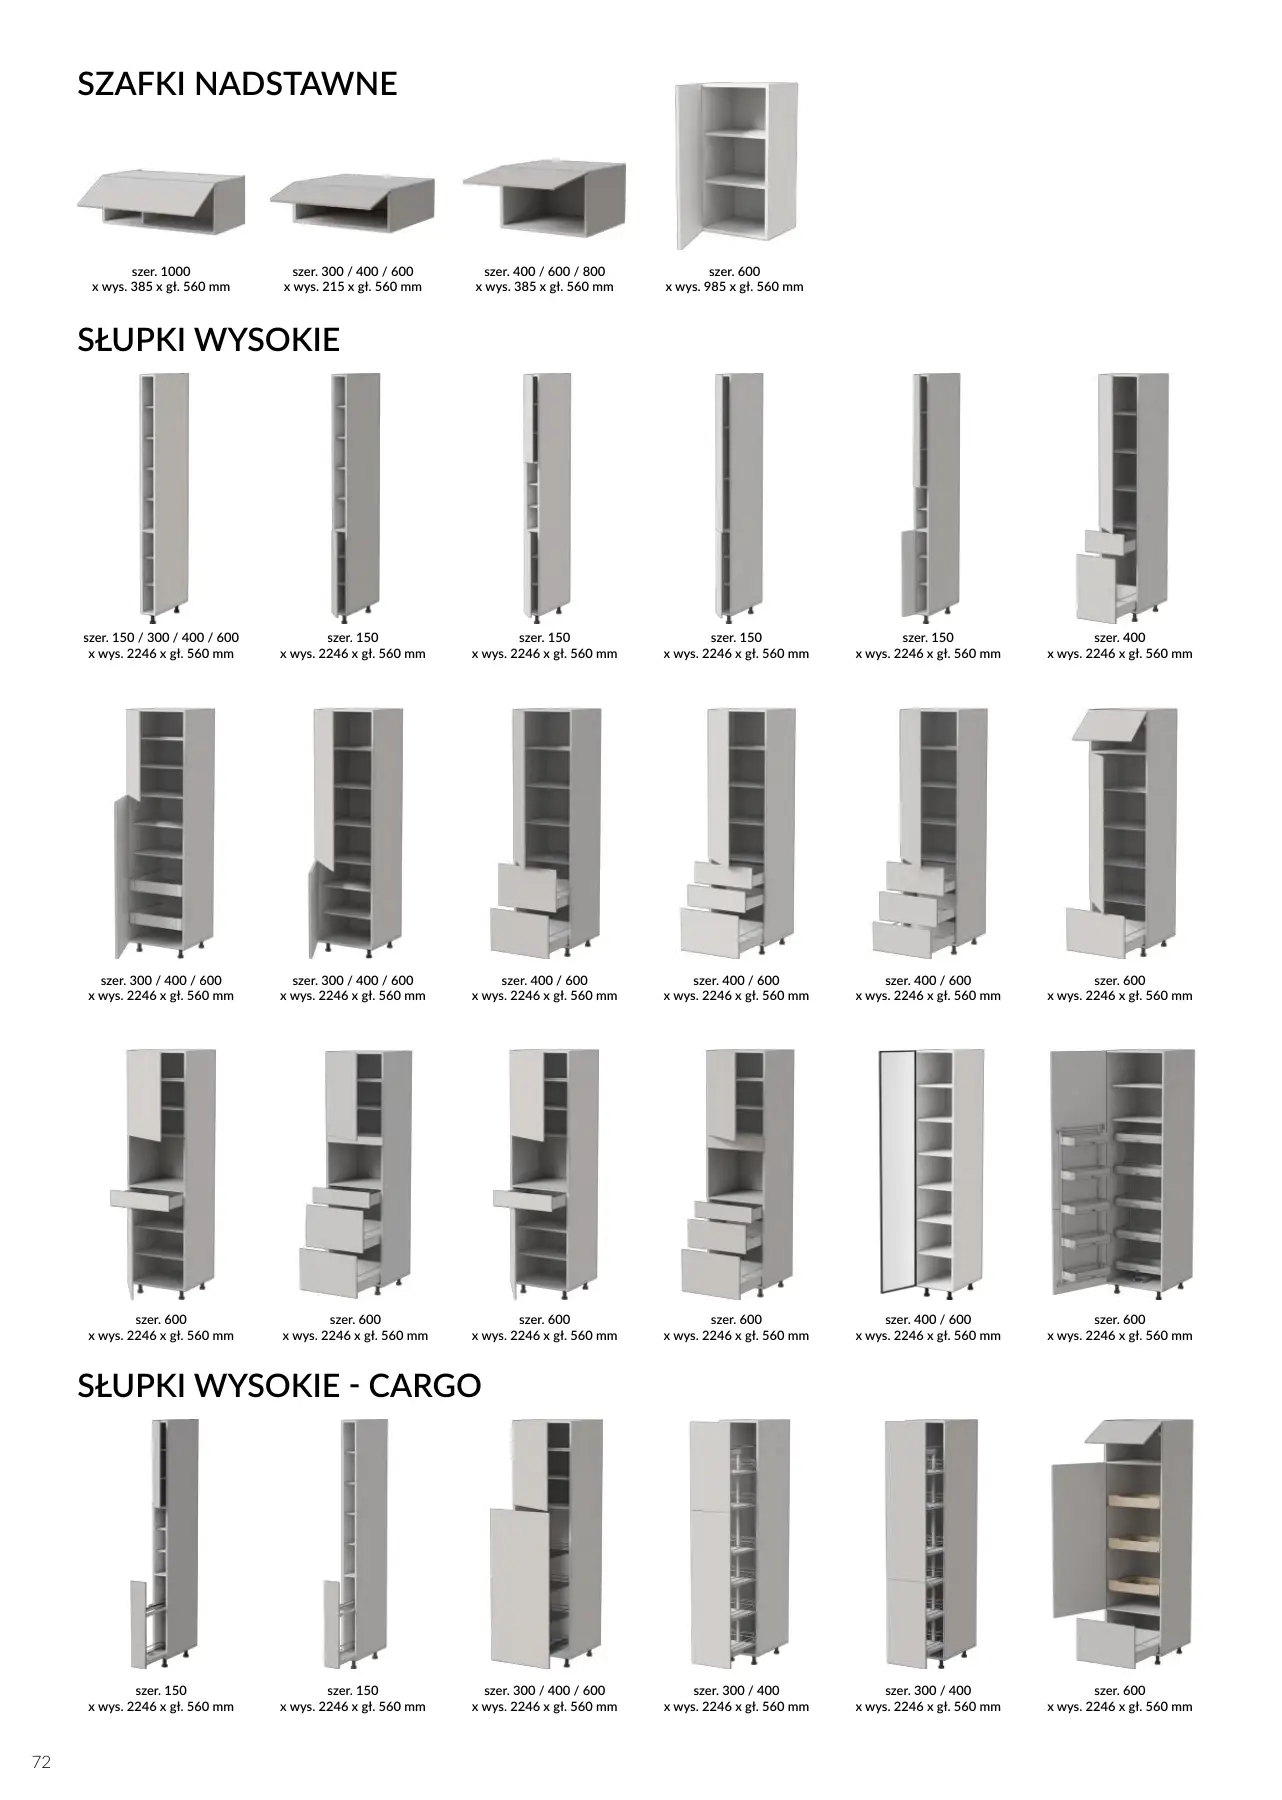 SZAFKI NADSTAWNE
szer. 1000
x wys. 385 x gł. 560 mm
szer. 300 / 400 / 600
x wys. 215 x gł. 560 mm
szer. 400 / 600 / 800
x wys. 385 x gł. 560 mm
szer. 600
x wys. 985 x gł. 560 mm
SŁUPKI WYSOKIE
szer. 150 / 300 / 400 / 600
x wys. 2246 x gł. 560 mm
szer. 150
x wys. 2246 x gł. 560 mm
szer. 150
x wys. 2246 x gł. 560 mm
szer. 150
x wys. 2246 x gł. 560 mm
szer. 150
x wys. 2246 x gł. 560 mm
szer. 400
x wys. 2246 x gł. 560 mm
szer. 300 / 400 / 600
x wys. 2246 x gł. 560 mm
szer. 300 / 400 / 600
x wys. 2246 x gł. 560 mm
szer. 400 / 600
x wys. 2246 x gł. 560 mm
szer. 400 / 600
x wys. 2246 x gł. 560 mm
szer. 400 / 600
x wys. 2246 x gł. 560 mm
szer. 600
x wys. 2246 x gł. 560 mm
szer. 600
x wys. 2246 x gł. 560 mm
szer. 600
x wys. 2246 x gł. 560 mm
szer. 600
x wys. 2246 x gł. 560 mm
szer. 600
x wys. 2246 x gł. 560 mm
szer. 400 / 600
x wys. 2246 x gł. 560 mm
szer. 600
x wys. 2246 x gł. 560 mm
SŁUPKI WYSOKIE - CARGO
szer. 150
x wys. 2246 x gł. 560 mm
szer. 150
x wys. 2246 x gł. 560 mm
szer. 300 / 400 / 600
x wys. 2246 x gł. 560 mm
szer. 300 / 400
x wys. 2246 x gł. 560 mm
szer. 300 / 400
x wys. 2246 x gł. 560 mm
szer. 600
x wys. 2246 x gł. 560 mm
72